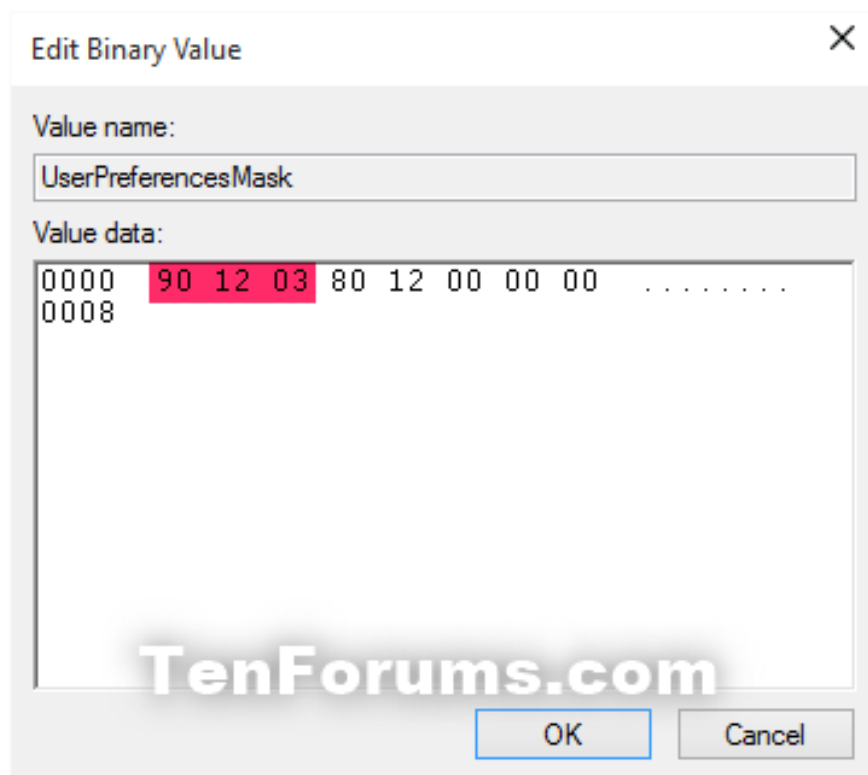 Edit Binary Value
Value name:
UserPreferencesMask
Value data:
0000 90 12 03 80 12 00 00 00 ........
0008
TenForums.com
OK Cancel